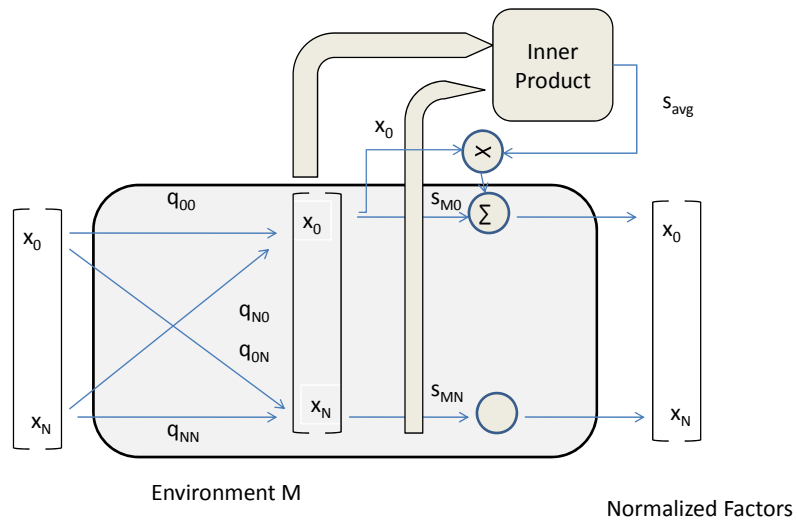 Inner
Product
s_avg
x_0
×
q_00
s_M0
Σ
x_0
x_0
x_0
q_N0
q_0N
s_MN
x_N
x_N
x_N
q_NN
Environment M
Normalized Factors